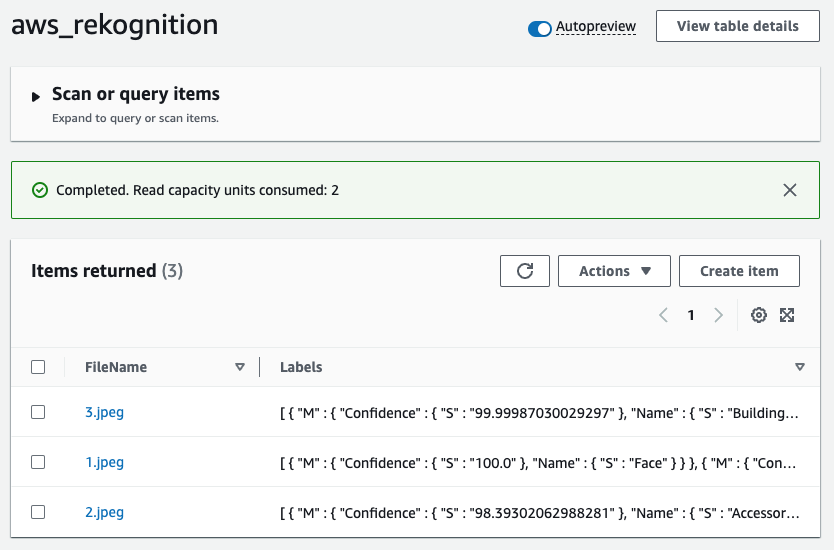 aws_rekognition
Autopreview
View table details
Scan or query items
Expand to query or scan items.
Completed. Read capacity units consumed: 2
Items returned (3)
Actions
Create item
1
FileName Labels
3.jpeg [ { "M" : { "Confidence" : { "S" : "99.99987030029297" }, "Name" : { "S" : "Building...
1.jpeg [ { "M" : { "Confidence" : { "S" : "100.0" }, "Name" : { "S" : "Face" } } }, { "M" : { "Con...
2.jpeg [ { "M" : { "Confidence" : { "S" : "98.39302062988281" }, "Name" : { "S" : "Accessor...